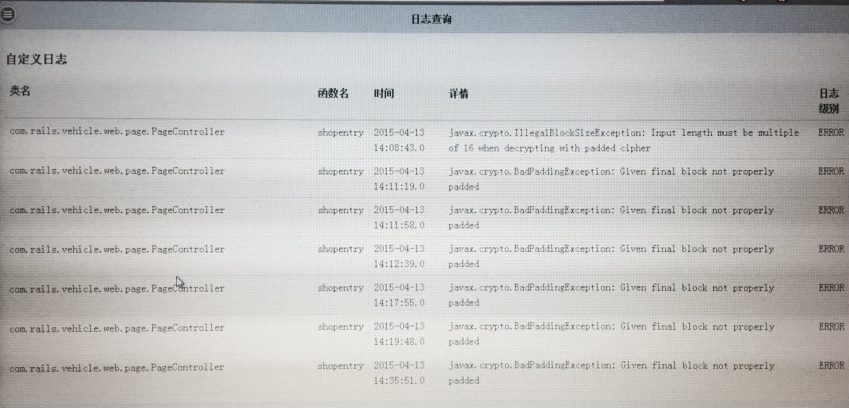 日志查询
自定义日志
类名 函数名 时间 详情 日志
级别
com.rails.vehicle.web.page.PageController shopentry 2015-04-13 javax.crypto.IllegalBlockSizeException: Input length must be multiple ERROR
14:08:43.0 of 16 when decrypting with padded cipher
com.rails.vehicle.web.page.PageController shopentry 2015-04-13 javax.crypto.BadPaddingException: Given final block not properly ERROR
14:11:19.0 padded
com.rails.vehicle.web.page.PageController shopentry 2015-04-13 javax.crypto.BadPaddingException: Given final block not properly ERROR
14:11:58.0 padded
com.rails.vehicle.web.page.PageController shopentry 2015-04-13 javax.crypto.BadPaddingException: Given final block not properly ERROR
14:12:39.0 padded
com.rails.vehicle.web.page.PageController shopentry 2015-04-13 javax.crypto.BadPaddingException: Given final block not properly ERROR
14:17:55.0 padded
com.rails.vehicle.web.page.PageController shopentry 2015-04-13 javax.crypto.BadPaddingException: Given final block not properly ERROR
14:19:48.0 padded
com.rails.vehicle.web.page.PageController shopentry 2015-04-13 javax.crypto.BadPaddingException: Given final block not properly ERROR
14:35:51.0 padded